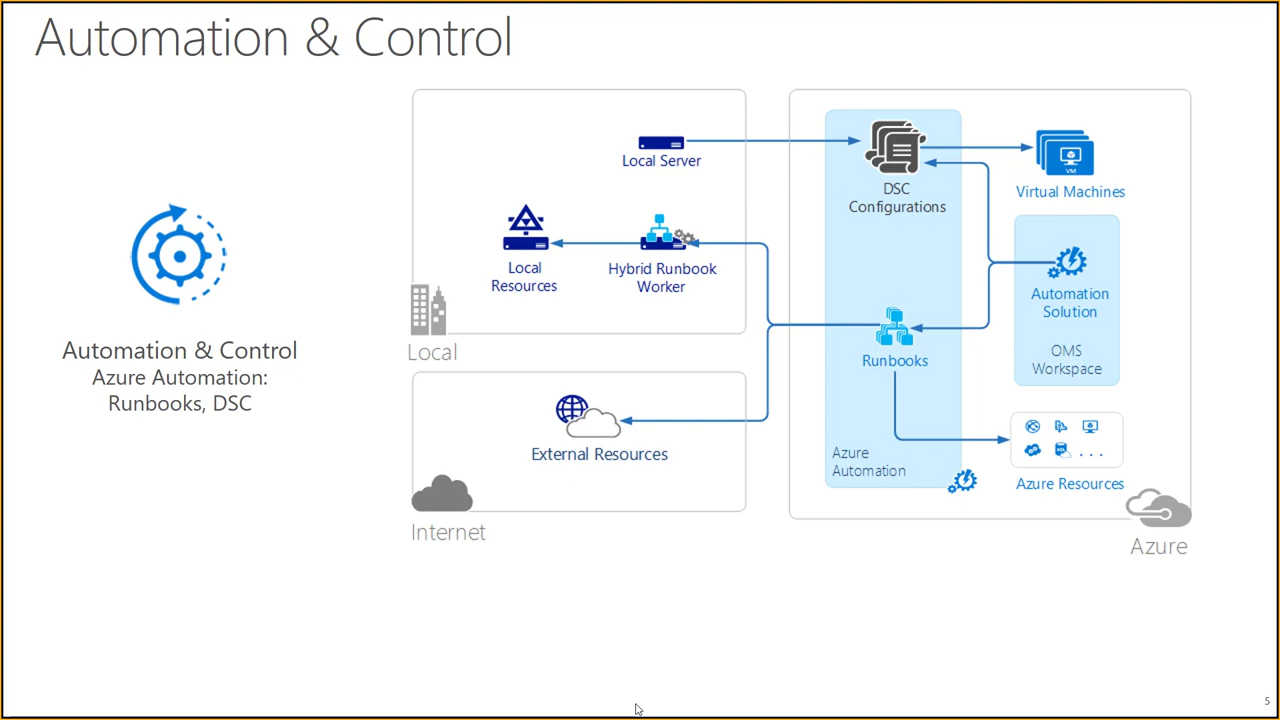 Automation & Control
Automation & Control
Azure Automation:
Runbooks, DSC
Local Server
Local
Resources
Hybrid Runbook
Worker
Local
External Resources
Internet
DSC
Configurations
VM
Virtual Machines
Automation
Solution
OMS
Workspace
Runbooks
Azure
Automation
. . .
Azure Resources
Azure
5